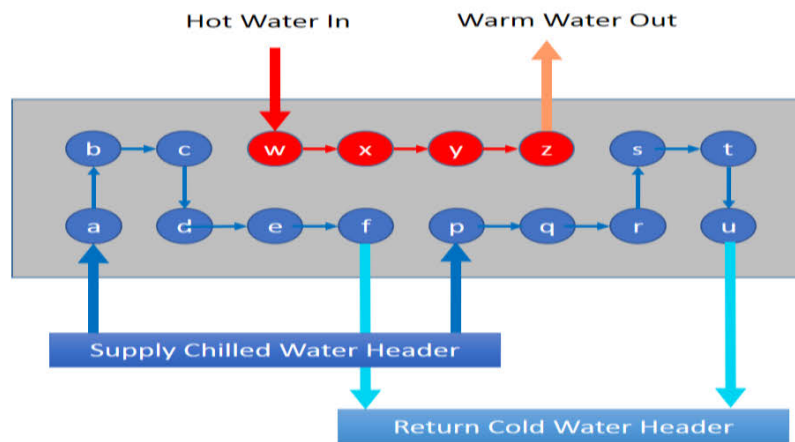 Hot Water In Warm Water Out
b c w x y z s t
a d e f p q r u
Supply Chilled Water Header
Return Cold Water Header